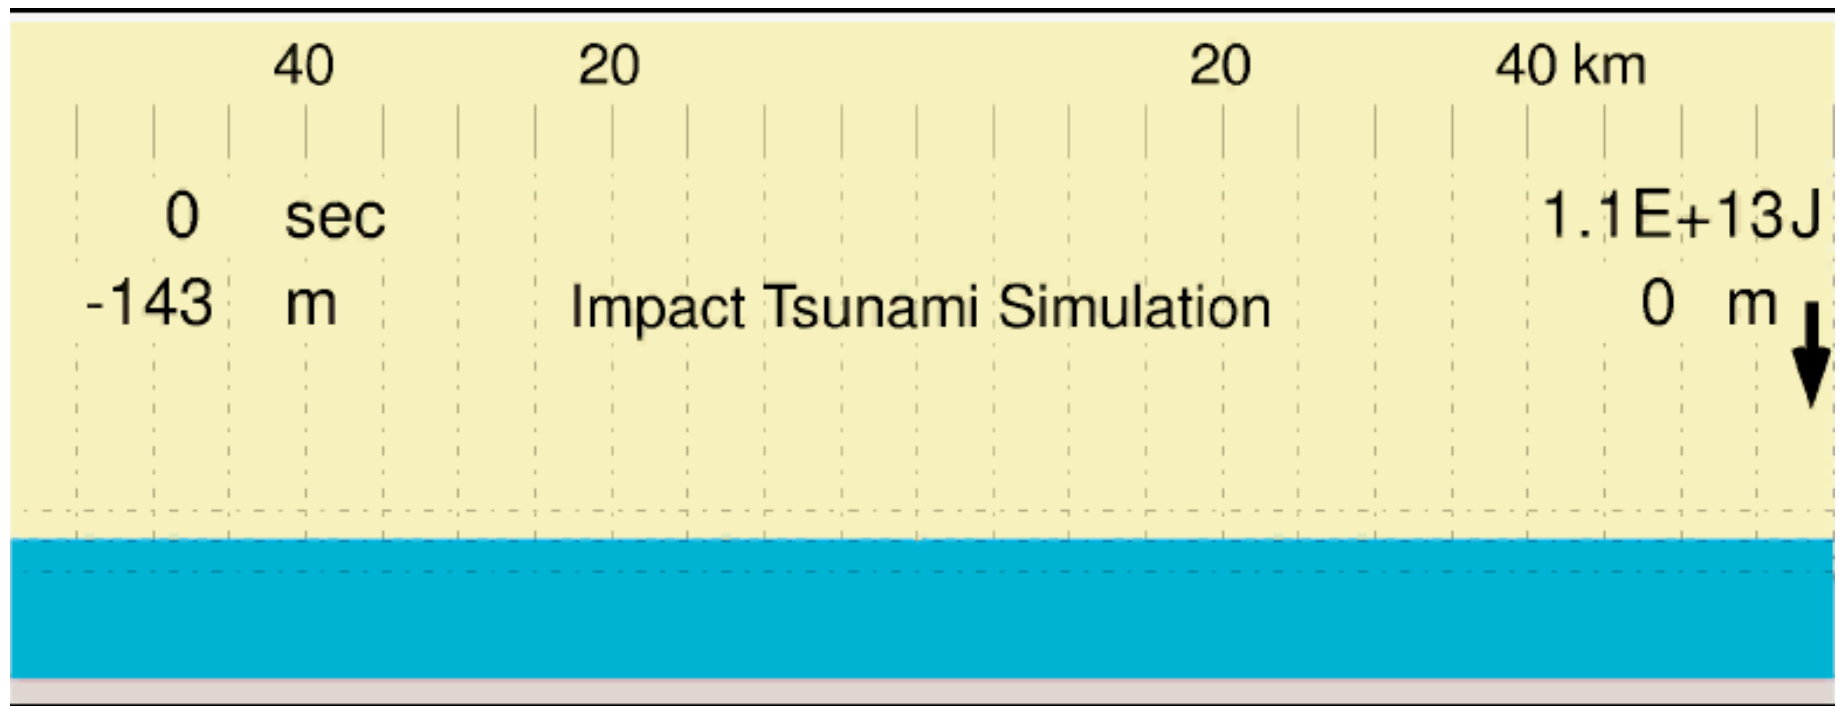 40 20 20 40 km
0 sec 1.1E+13J
-143 m Impact Tsunami Simulation 0 m